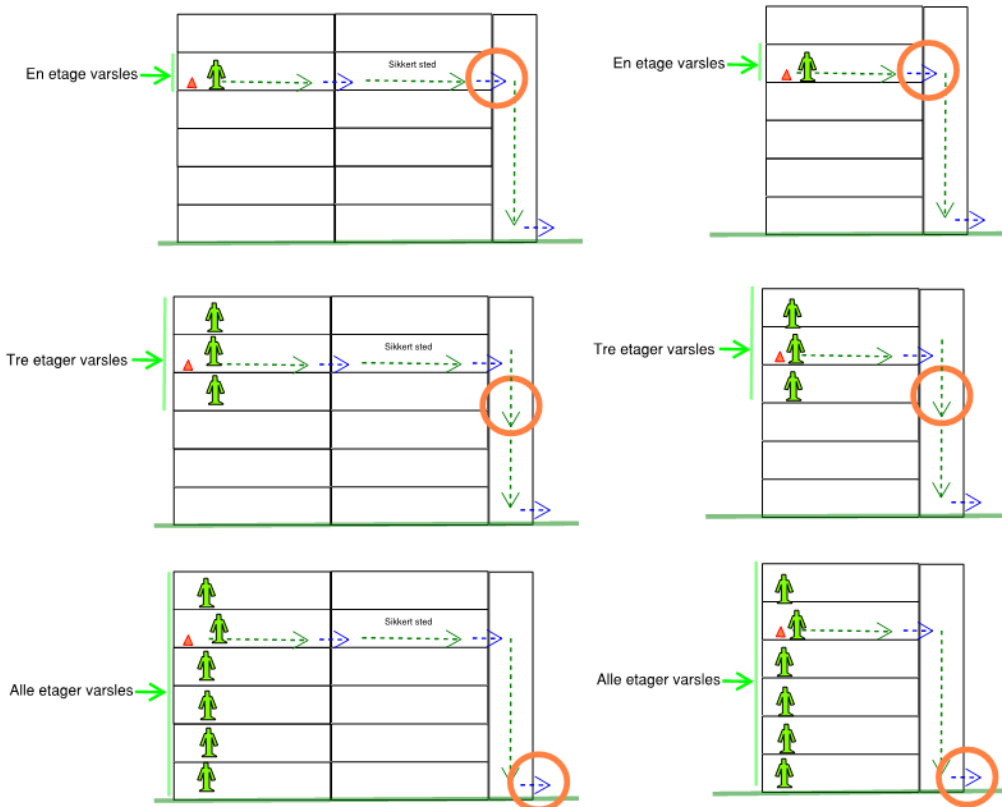 Sikkert sted
En etage varsles
En etage varsles
Sikkert sted
Tre etager varsles
Tre etager varsles
Sikkert sted
Alle etager varsles
Alle etager varsles